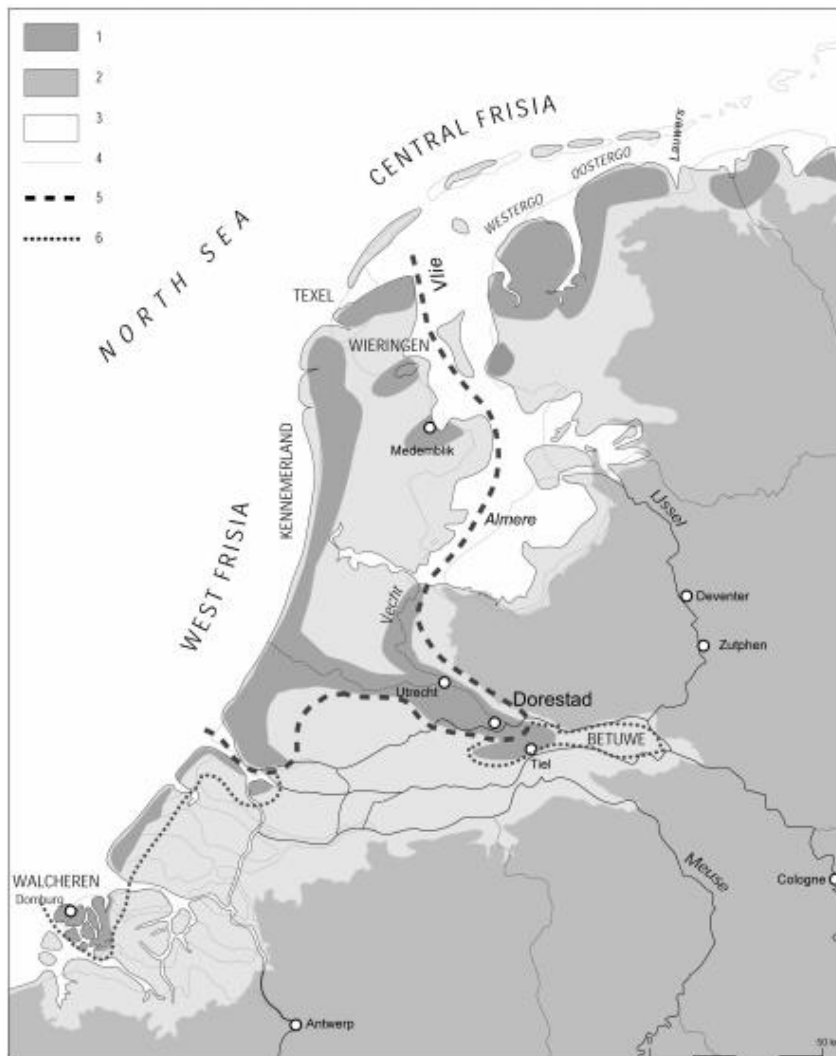 1
2
3
4
5
6
CENTRAL FRISIA
Lauwers
OOSTERGO
WESTERGO
NORTH SEA
Vlie
TEXEL
WIERINGEN
Medemblik
KENNEMERLAND
Almere
IJssel
WEST FRISIA
Vecht
Deventer
Zutphen
Utrecht
Dorestad
BETUWE
Tiel
Meuse
WALCHEREN
Domburg
Cologne
Antwerp
50 k